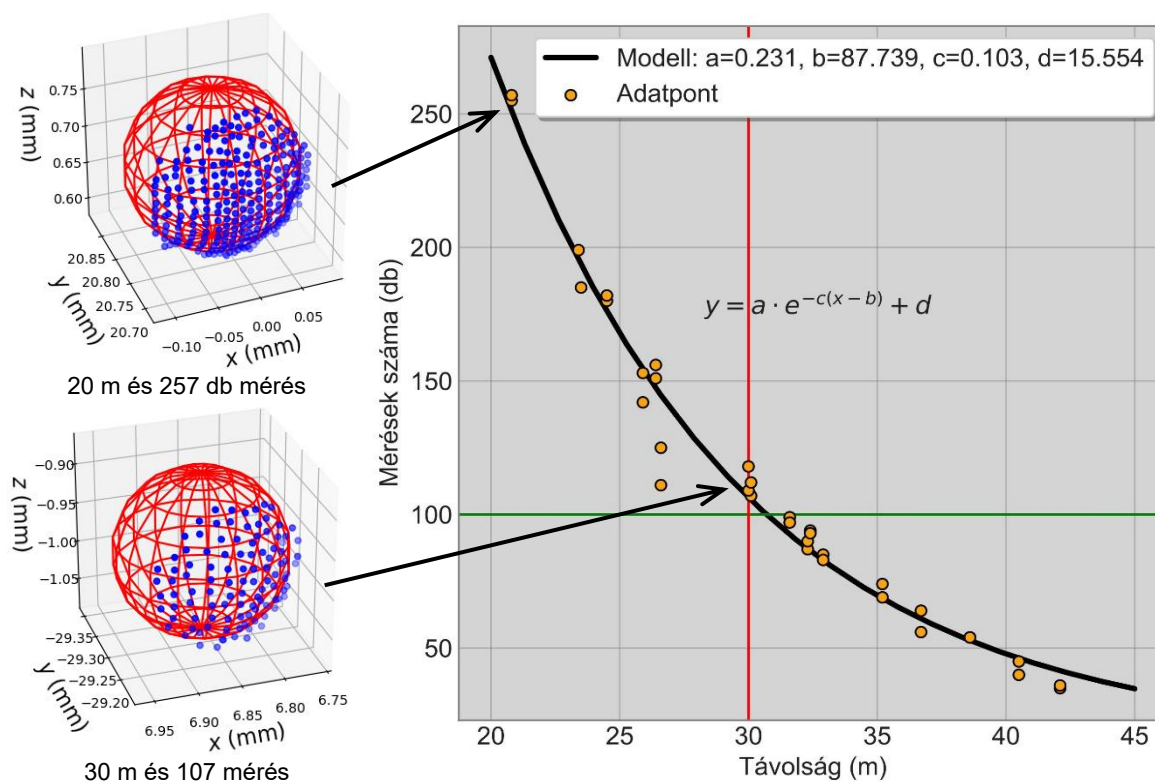 z (mm)
0.75
0.70
0.65
0.60
20.85
20.80
20.75
20.70
y (mm)
−0.10
−0.05
0.00
0.05
x (mm)
20 m és 257 db mérés
z (mm)
−0.90
−0.95
−1.00
−1.05
−29.35
−29.30
−29.25
−29.20
y (mm)
6.95
6.90
6.85
6.80
6.75
x (mm)
30 m és 107 mérés
Modell: a=0.231, b=87.739, c=0.103, d=15.554
Adatpont
y = a · e^{−c(x − b)} + d
Mérések száma (db)
250
200
150
100
50
20
25
30
35
40
45
Távolság (m)